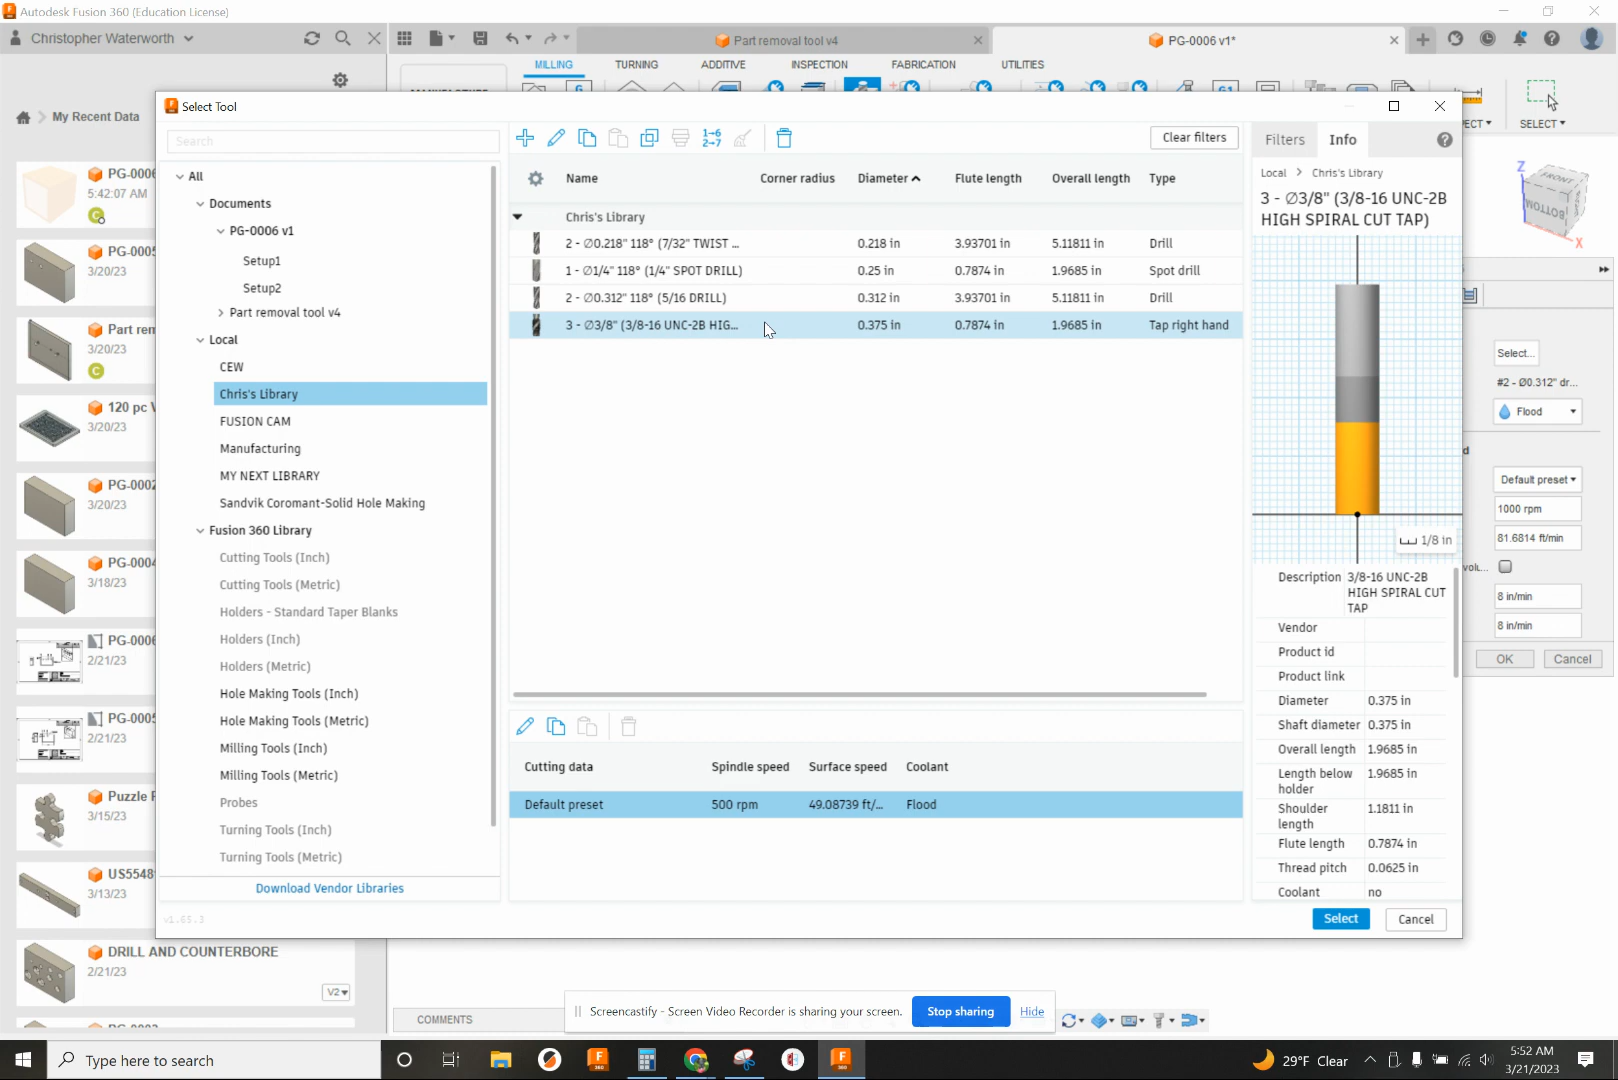 Autodesk Fusion 360 (Education License)
Christopher Waterworth
Part removal tool v4
PG-0006 v1*
MILLING
TURNING
ADDITIVE
INSPECTION
FABRICATION
UTILITIES
SELECT
My Recent Data
PG-0006
5:42:07 AM
PG-0005
3/20/23
Part rem
3/20/23
120 pc
3/20/23
PG-0002
3/20/23
PG-0004
3/18/23
PG-0006
2/21/23
PG-0005
2/21/23
Puzzle
3/15/23
US5548
3/13/23
DRILL AND COUNTERBORE
2/21/23
V2
Select Tool
Search
All
Documents
PG-0006 v1
Setup1
Setup2
Part removal tool v4
Local
CEW
Chris's Library
FUSION CAM
Manufacturing
MY NEXT LIBRARY
Sandvik Coromant-Solid Hole Making
Fusion 360 Library
Cutting Tools (Inch)
Cutting Tools (Metric)
Holders - Standard Taper Blanks
Holders (Inch)
Holders (Metric)
Hole Making Tools (Inch)
Hole Making Tools (Metric)
Milling Tools (Inch)
Milling Tools (Metric)
Probes
Turning Tools (Inch)
Turning Tools (Metric)
Download Vendor Libraries
v1.65.3
Clear filters
Name Corner radius Diameter Flute length Overall length Type
Chris's Library
2 - Ø0.218" 118° (7/32" TWIST ... 0.218 in 3.93701 in 5.11811 in Drill
1 - Ø1/4" 118° (1/4" SPOT DRILL) 0.25 in 0.7874 in 1.9685 in Spot drill
2 - Ø0.312" 118° (5/16 DRILL) 0.312 in 3.93701 in 5.11811 in Drill
3 - Ø3/8" (3/8-16 UNC-2B HIG... 0.375 in 0.7874 in 1.9685 in Tap right hand
Cutting data Spindle speed Surface speed Coolant
Default preset 500 rpm 49.08739 ft/... Flood
Filters Info
Local > Chris's Library
3 - Ø3/8" (3/8-16 UNC-2B
HIGH SPIRAL CUT TAP)
1/8 in
Description 3/8-16 UNC-2B
HIGH SPIRAL CUT
TAP
Vendor
Product id
Product link
Diameter 0.375 in
Shaft diameter 0.375 in
Overall length 1.9685 in
Length below
holder 1.9685 in
Shoulder
length 1.1811 in
Flute length 0.7874 in
Thread pitch 0.0625 in
Coolant no
Select
Cancel
Z
FRONT
BOTTOM
X
Select...
#2 - Ø0.312" dr...
Flood
Default preset
1000 rpm
81.6814 ft/min
8 in/min
8 in/min
OK
Cancel
COMMENTS
Screencastify - Screen Video Recorder is sharing your screen.
Stop sharing
Hide
Type here to search
29°F Clear
5:52 AM
3/21/2023